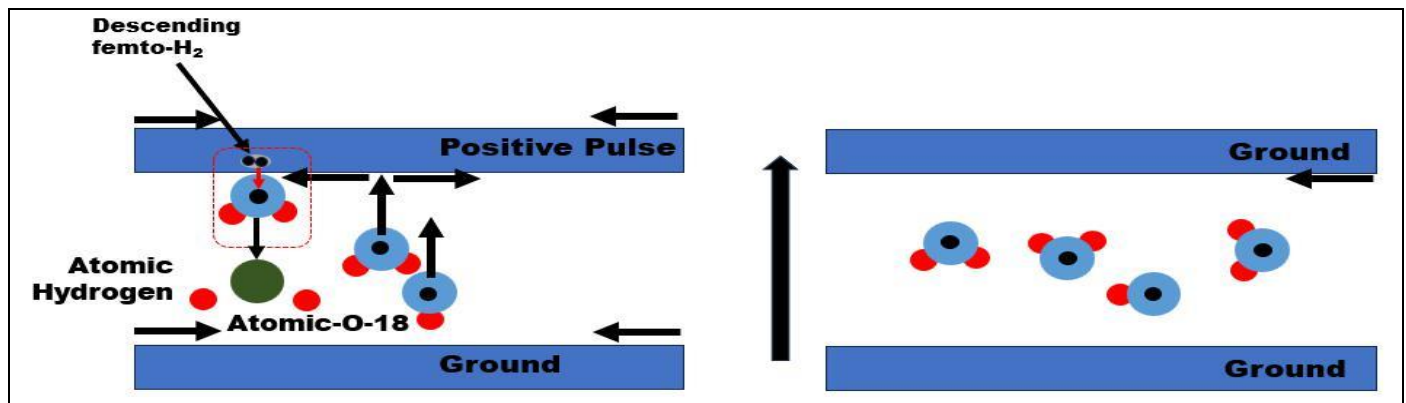 Descending
femto-H₂
Positive Pulse
Ground
Atomic
Hydrogen
Atomic-O-18
Ground
Ground